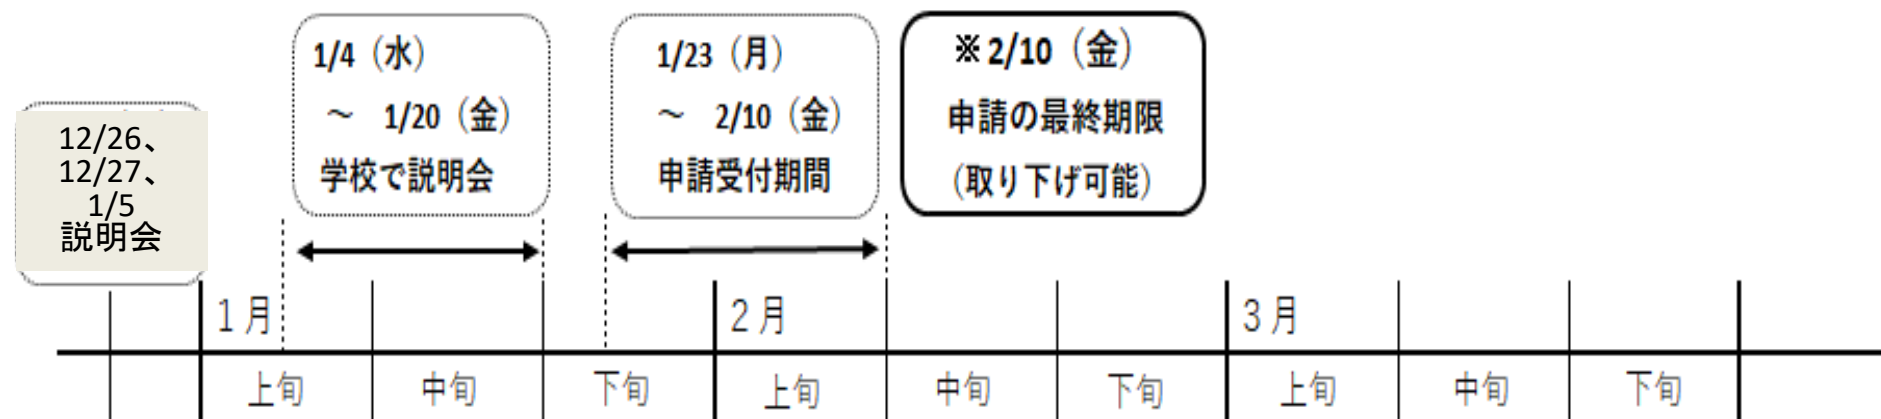 12/26、
12/27、
1/5
説明会
1/4（水）
～ 1/20（金）
学校で説明会
1/23（月）
～ 2/10（金）
申請受付期間
※2/10（金）
申請の最終期限
（取り下げ可能）
1月
2月
3月
上旬
中旬
下旬
上旬
中旬
下旬
上旬
中旬
下旬